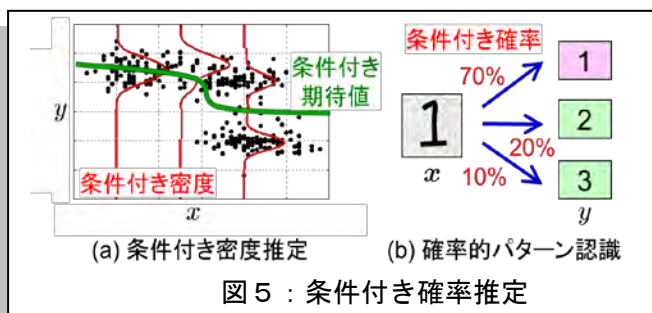 条件付き
期待値
y
条件付き密度
x
(a) 条件付き密度推定
条件付き確率
70%
20%
10%
1
x
1
2
3
y
(b) 確率的パターン認識
図5：条件付き確率推定